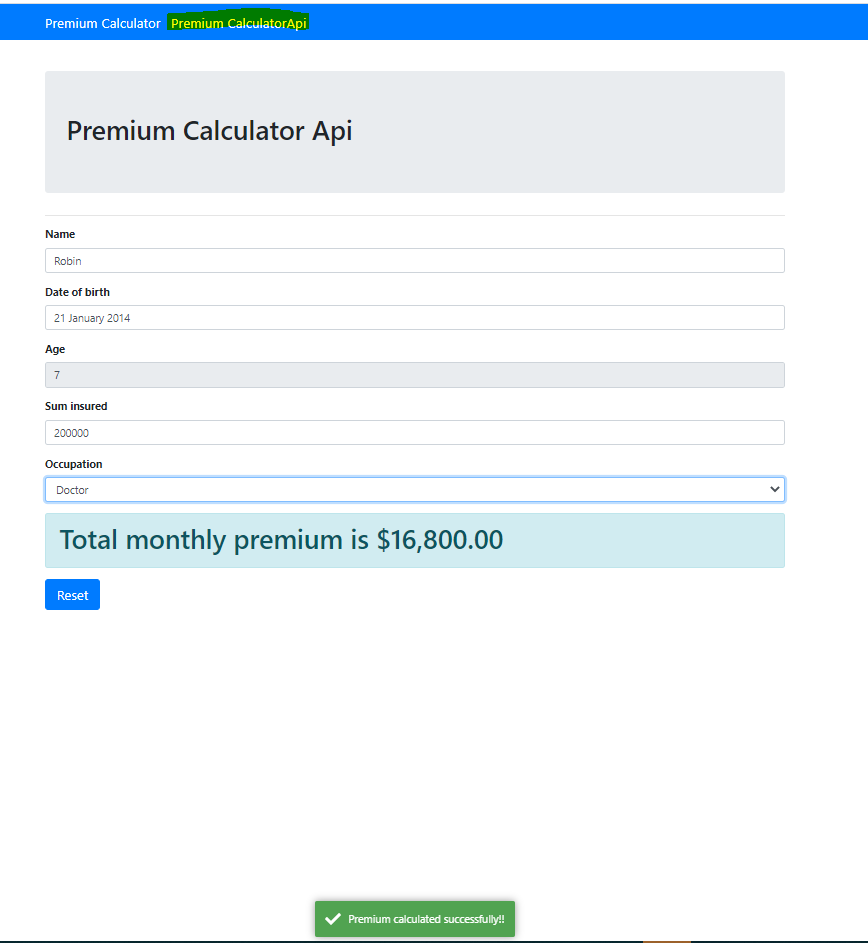 Premium Calculator Premium CalculatorApi
Premium Calculator Api
Name
Robin
Date of birth
21 January 2014
Age
7
Sum insured
200000
Occupation
Doctor
Total monthly premium is $16,800.00
Reset
Premium calculated successfully!!